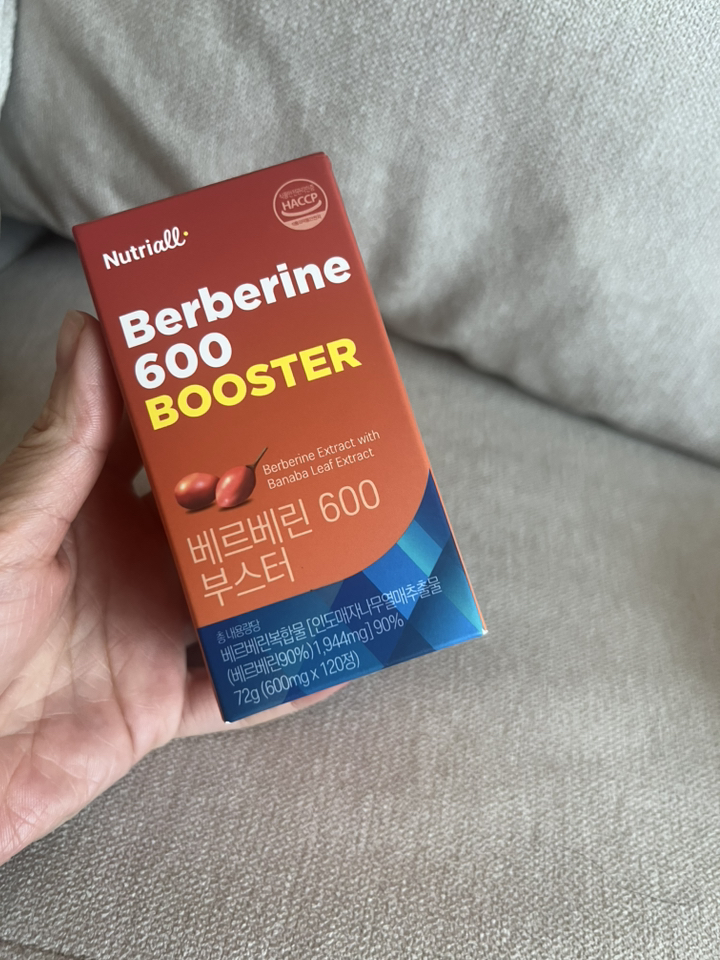 Nutriall
HACCP
Berberine
600
BOOSTER
Berberine Extract with
Banaba Leaf Extract
베르베린 600
부스터
총 내용량당
베르베린복합물 [인도매자나무열매추출물
(베르베린90%) 1,944mg] 90%
72g (600mg x 120정)